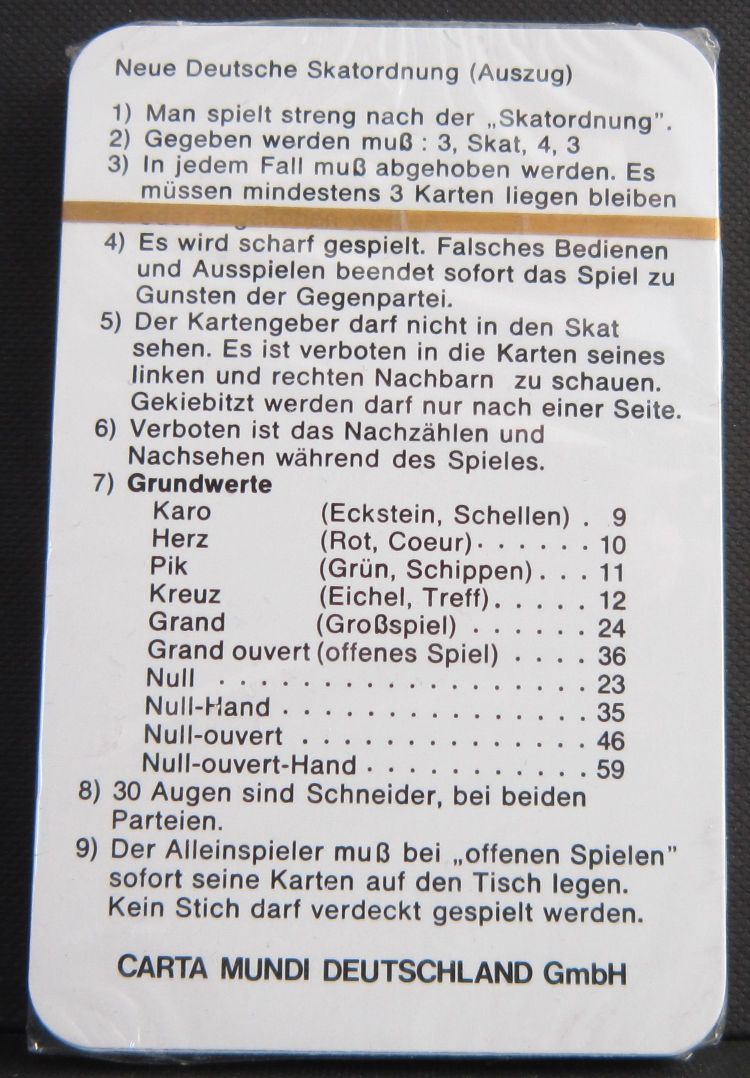 Neue Deutsche Skatordnung (Auszug)
1) Man spielt streng nach der „Skatordnung”.
2) Gegeben werden muß : 3, Skat, 4, 3
3) In jedem Fall muß abgehoben werden. Es
müssen mindestens 3 Karten liegen bleiben
4) Es wird scharf gespielt. Falsches Bedienen
und Ausspielen beendet sofort das Spiel zu
Gunsten der Gegenpartei.
5) Der Kartengeber darf nicht in den Skat
sehen. Es ist verboten in die Karten seines
linken und rechten Nachbarn zu schauen.
Gekiebitzt werden darf nur nach einer Seite.
6) Verboten ist das Nachzählen und
Nachsehen während des Spieles.
7) Grundwerte
Karo (Eckstein, Schellen) . 9
Herz (Rot, Coeur) . . . . . . 10
Pik (Grün, Schippen) . . . 11
Kreuz (Eichel, Treff) . . . . . 12
Grand (Großspiel) . . . . . . 24
Grand ouvert (offenes Spiel) . . . . 36
Null . . . . . . . . . . . . . . . . . 23
Null-Hand . . . . . . . . . . . . . . 35
Null-ouvert . . . . . . . . . . . . . 46
Null-ouvert-Hand . . . . . . . . . . 59
8) 30 Augen sind Schneider, bei beiden
Parteien.
9) Der Alleinspieler muß bei „offenen Spielen”
sofort seine Karten auf den Tisch legen.
Kein Stich darf verdeckt gespielt werden.
CARTA MUNDI DEUTSCHLAND GmbH